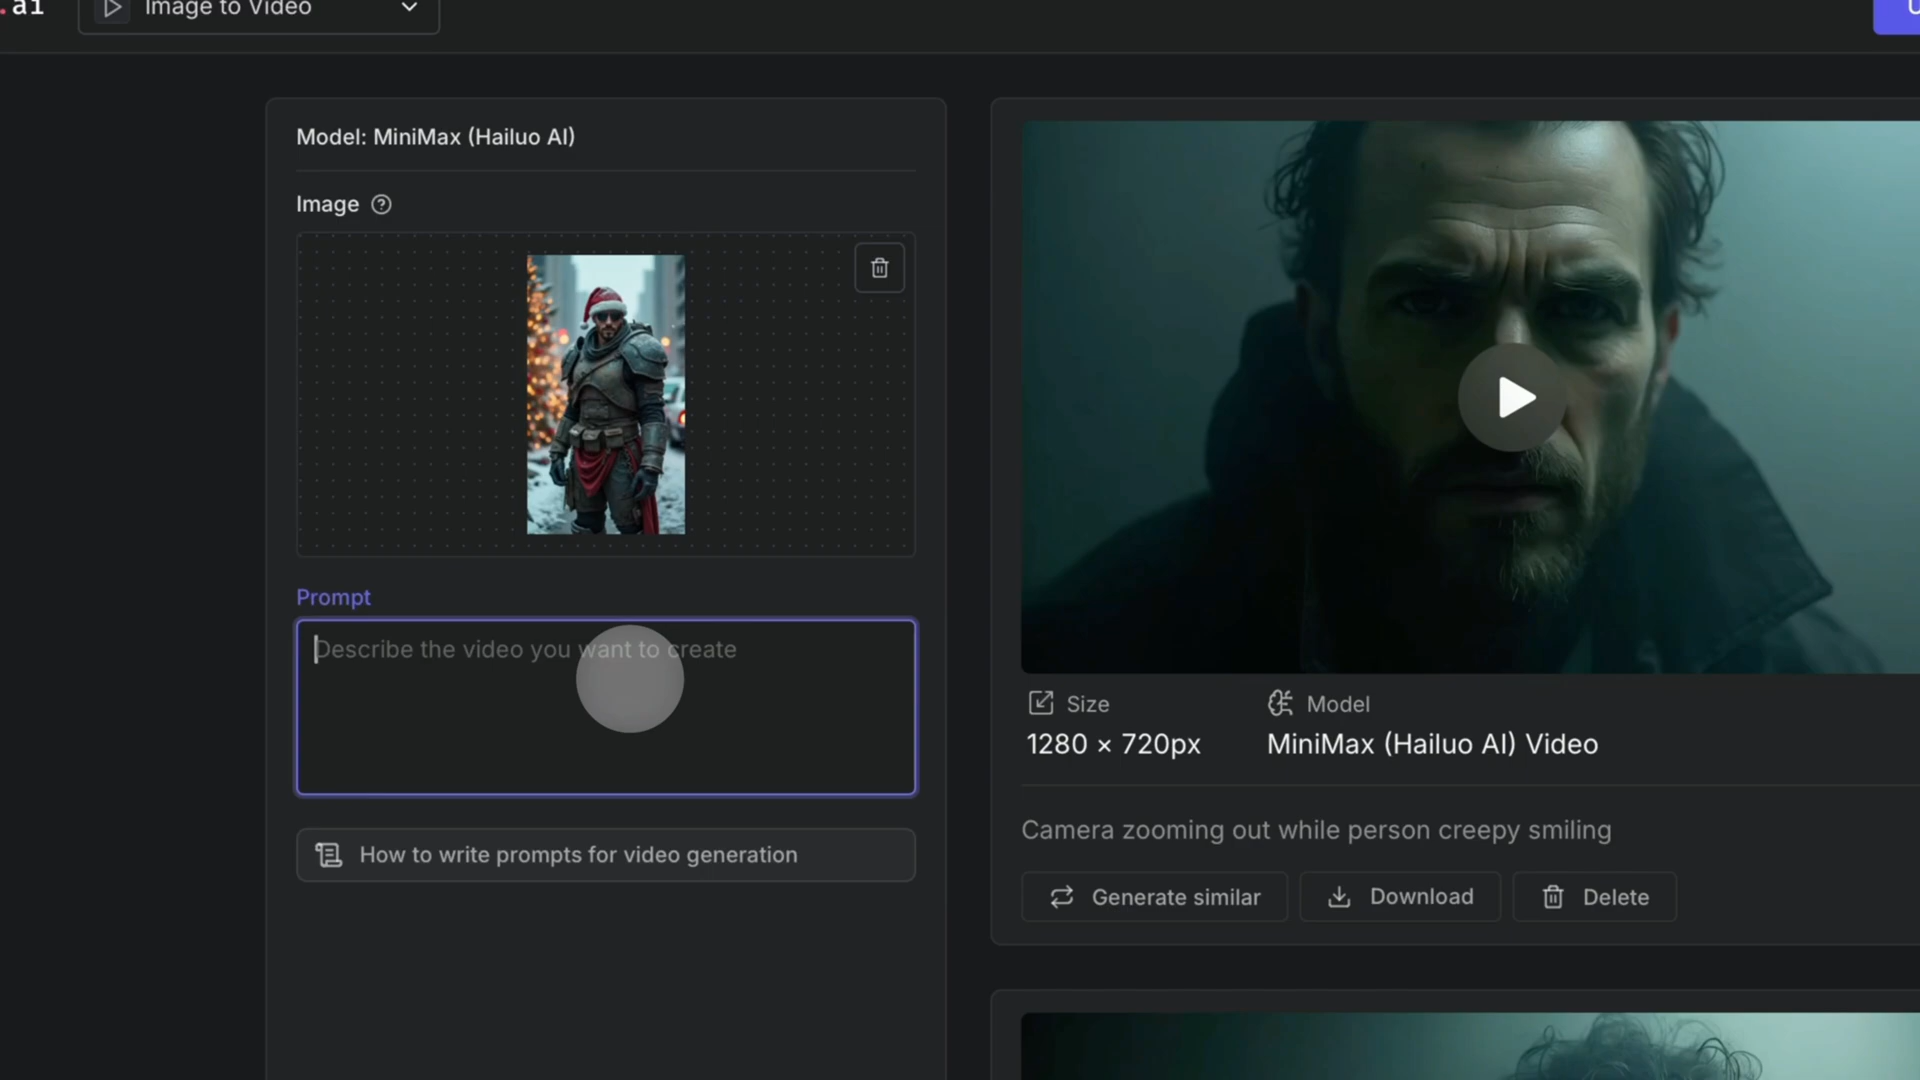 .ai
Image to Video
Model: MiniMax (Hailuo AI)
Image
Prompt
Describe the video you want to create
How to write prompts for video generation
Size
Model
1280 × 720px
MiniMax (Hailuo AI) Video
Camera zooming out while person creepy smiling
Generate similar
Download
Delete